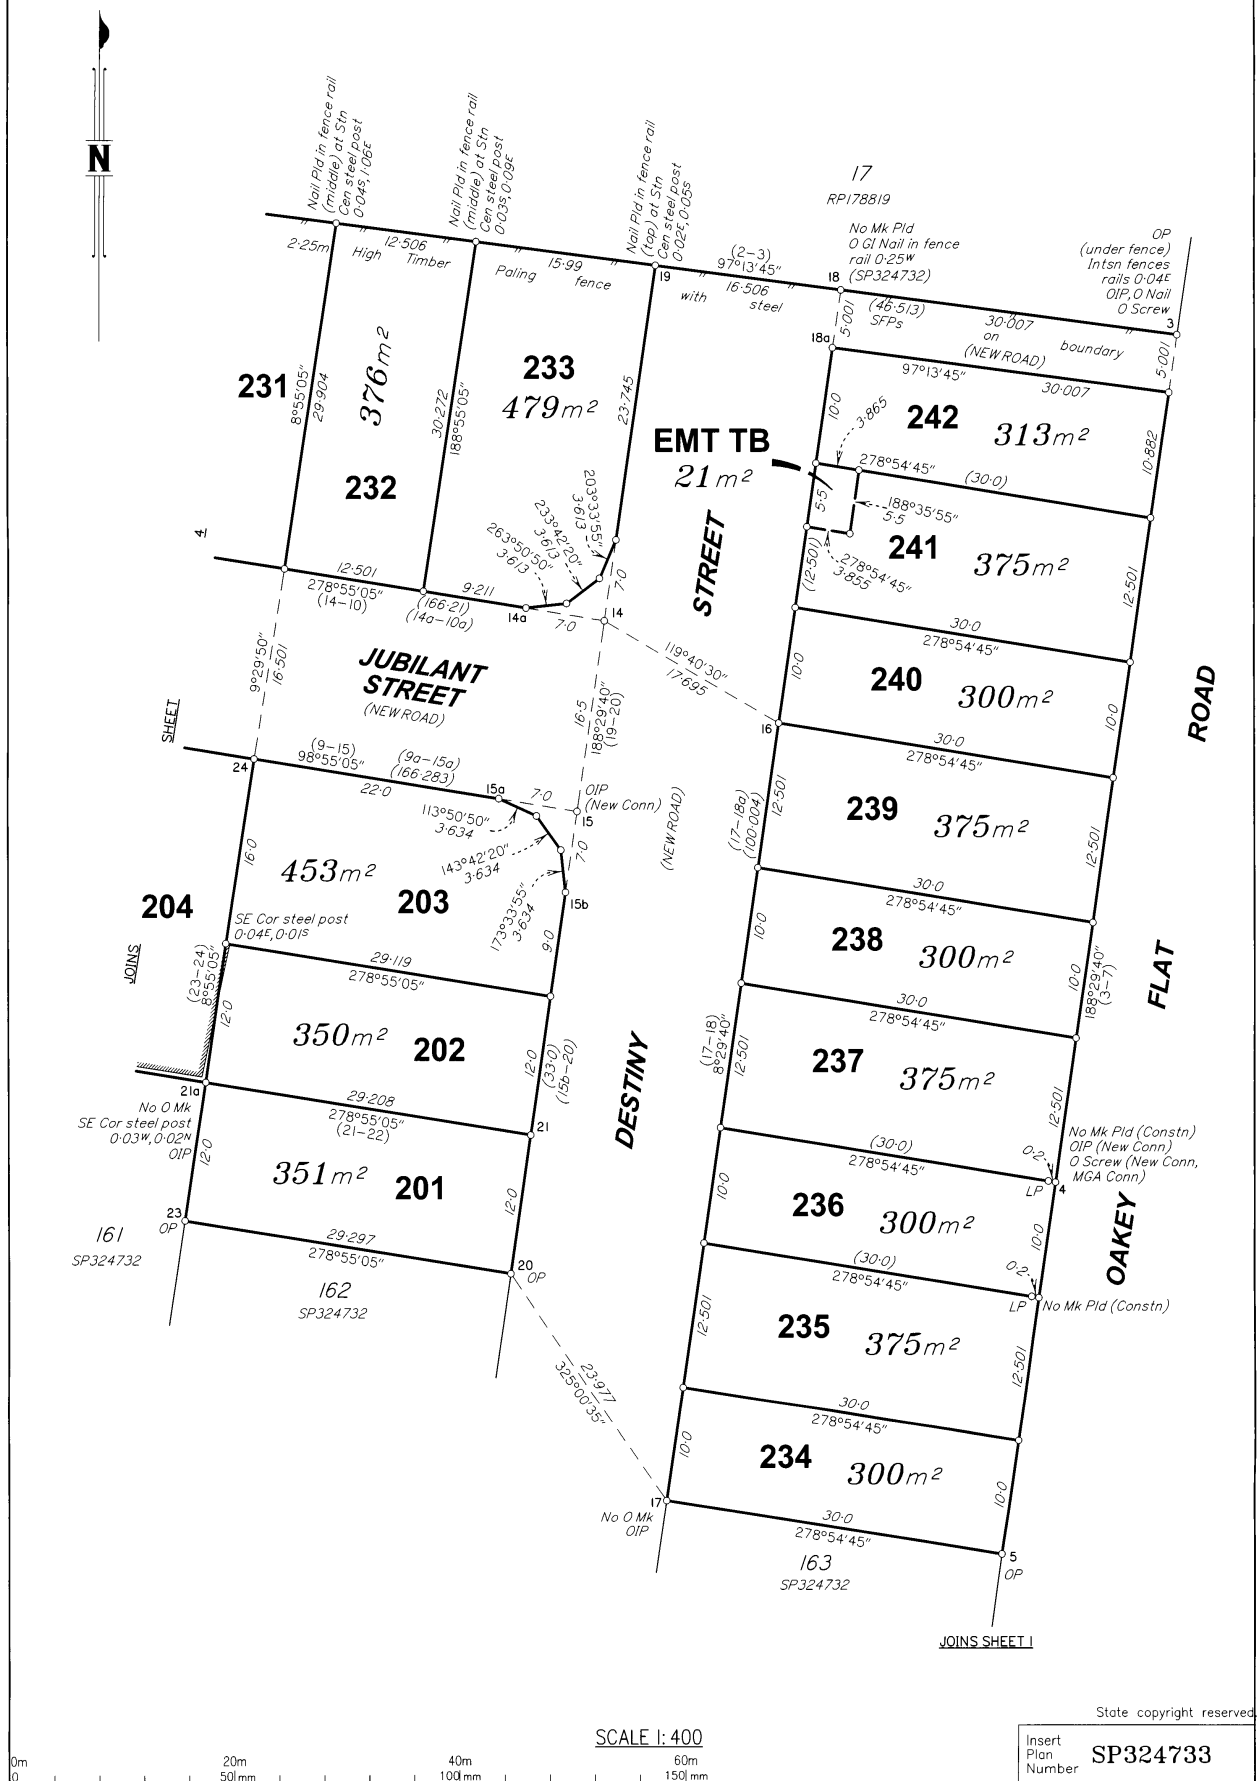 N
Nail Pld in fence rail
(middle) at Stn
Cen steel post
0·04S,1·06E
Nail Pld in fence rail
(middle) at Stn
Cen steel post
0·03S,0·09E
Nail Pld in fence rail
(top) at Stn
Cen steel post
0·02E,0·05S
17
RP178819
No Mk Pld
O GI Nail in fence
rail 0·25W
(SP324732)
OP
(under fence)
Intsn fences
rails 0·04E
OIP,O Nail
O Screw
2·25m High Timber Paling fence with steel SFPs on boundary
12·506
15·99
19
(2-3)
97°13'45"
16·506
18
(46·513)
30·007
(NEW ROAD)
3
5·001
5·001
18a
97°13'45"
30·007
231
8°55'05"
29·904
376m²
232
30·272
188°55'05"
233
479m²
23·745
EMT TB
21m²
10·0
3·865
242
313m²
10·882
278°54'45"
(30·0)
5·5
188°35'55"
5·5
241
375m²
(12·501)
278°54'45"
3·855
12·501
203°33'55"
3·613
233°42'20"
3·613
263°50'50"
3·613
7·0
4
12·501
278°55'05"
(14-10)
9·211
(166·21)
(14a-10a)
14a
7·0
14
STREET
30·0
278°54'45"
JUBILANT
STREET
(NEW ROAD)
9°29'50"
16·501
119°40'30"
17·695
16·5
188°29'40"
(19-20)
10·0
240
300m²
10·0
ROAD
SHEET
16
30·0
278°54'45"
24
(9-15)
98°55'05"
(9a-15a)
(166·283)
22·0
15a
7·0
OIP
(New Conn)
15
113°50'50"
3·634
143°42'20"
3·634
173°33'55"
3·634
7·0
15b
(NEW ROAD)
(17-18a)
(100·004)
12·501
239
375m²
12·501
16·0
453m²
203
204
SE Cor steel post
0·04E,0·01S
9·0
30·0
278°54'45"
10·0
238
300m²
10·0
188°29'40"
(3-7)
FLAT
JOINS
(23-24)
8°55'05"
12·0
29·119
278°55'05"
350m²
202
12·0
(33·0)
(15b-20)
30·0
278°54'45"
DESTINY
(17-18)
8°29'40"
12·501
237
375m²
12·501
21a
29·208
278°55'05"
(21-22)
21
No O Mk
SE Cor steel post
0·03W,0·02N
OIP
12·0
351m²
201
12·0
(30·0)
278°54'45"
0·2
LP
4
No Mk Pld (Constn)
OIP (New Conn)
O Screw (New Conn,
MGA Conn)
10·0
236
300m²
10·0
OAKEY
23
OP
161
SP324732
29·297
278°55'05"
20
OP
162
SP324732
(30·0)
278°54'45"
0·2
LP
No Mk Pld (Constn)
12·501
235
375m²
12·501
23·977
325°00'35"
30·0
278°54'45"
10·0
234
300m²
10·0
17
No O Mk
OIP
30·0
278°54'45"
5
OP
163
SP324732
JOINS SHEET 1
State copyright reserved.
SCALE 1: 400
Insert
Plan
Number
SP324733
0m 20m 40m 60m
0 50mm 100mm 150mm